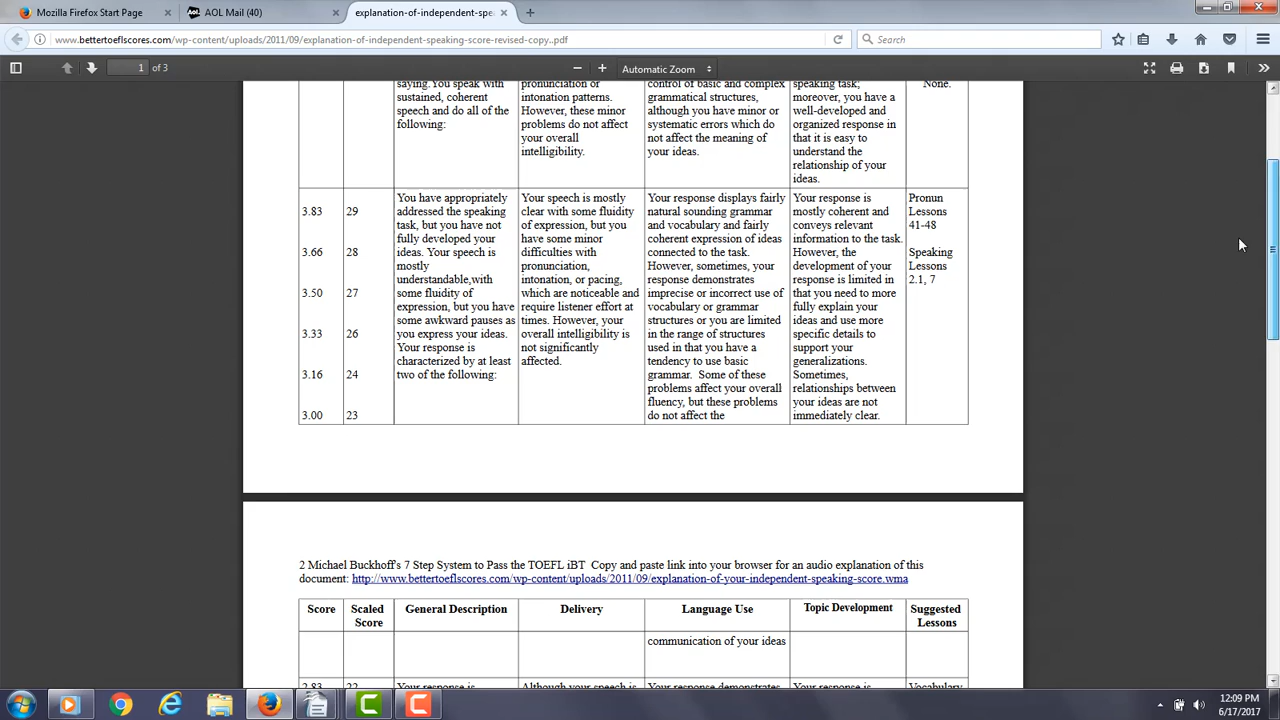 Mozilla Firefox Start Page
AOL Mail (40)
explanation-of-independent-spea
www.bettertoeflscores.com/wp-content/uploads/2011/09/explanation-of-independent-speaking-score-revised-copy..pdf
Search
1
of 3
Automatic Zoom
saying.You speak with
sustained, coherent
speech and do all of the
following:
pronunciation or
intonation patterns.
However, these minor
problems do not affect
your overall
intelligibility.
control of basic and complex
grammatical structures,
although you have minor or
systematic errors which do
not affect the meaning of
your ideas.
speaking task;
moreover, you have a
well-developed and
organized response in
that it is easy to
understand the
relationship of your
ideas.
None.
3.83 29
3.66 28
3.50 27
3.33 26
3.16 24
3.00 23
You have appropriately
addressed the speaking
task, but you have not
fully developed your
ideas. Your speech is
mostly
understandable,with
some fluidity of
expression, but you have
some awkward pauses as
you express your ideas.
Your response is
characterized by at least
two of the following:
Your speech is mostly
clear with some fluidity
of expression, but you
have some minor
difficulties with
pronunciation,
intonation, or pacing,
which are noticeable and
require listener effort at
times. However, your
overall intelligibility is
not significantly
affected.
Your response displays fairly
natural sounding grammar
and vocabulary and fairly
coherent expression of ideas
connected to the task.
However, sometimes, your
response demonstrates
imprecise or incorrect use of
vocabulary or grammar
structures or you are limited
in the range of structures
used in that you have a
tendency to use basic
grammar. Some of these
problems affect your overall
fluency, but these problems
do not affect the
Your response is
mostly coherent and
conveys relevant
information to the task.
However, the
development of your
response is limited in
that you need to more
fully explain your
ideas and use more
specific details to
support your
generalizations.
Sometimes,
relationships between
your ideas are not
immediately clear.
Pronun
Lessons
41-48
Speaking
Lessons
2.1, 7
2 Michael Buckhoff's 7 Step System to Pass the TOEFL iBT Copy and paste link into your browser for an audio explanation of this
document: http://www.bettertoeflscores.com/wp-content/uploads/2011/09/explanation-of-your-independent-speaking-score.wma
Score
Scaled
Score
General Description
Delivery
Language Use
Topic Development
Suggested
Lessons
communication of your ideas
2.83 22
Your response is
Although your speech is
Your response demonstrates
Your response is
Vocabulary
12:09 PM
6/17/2017